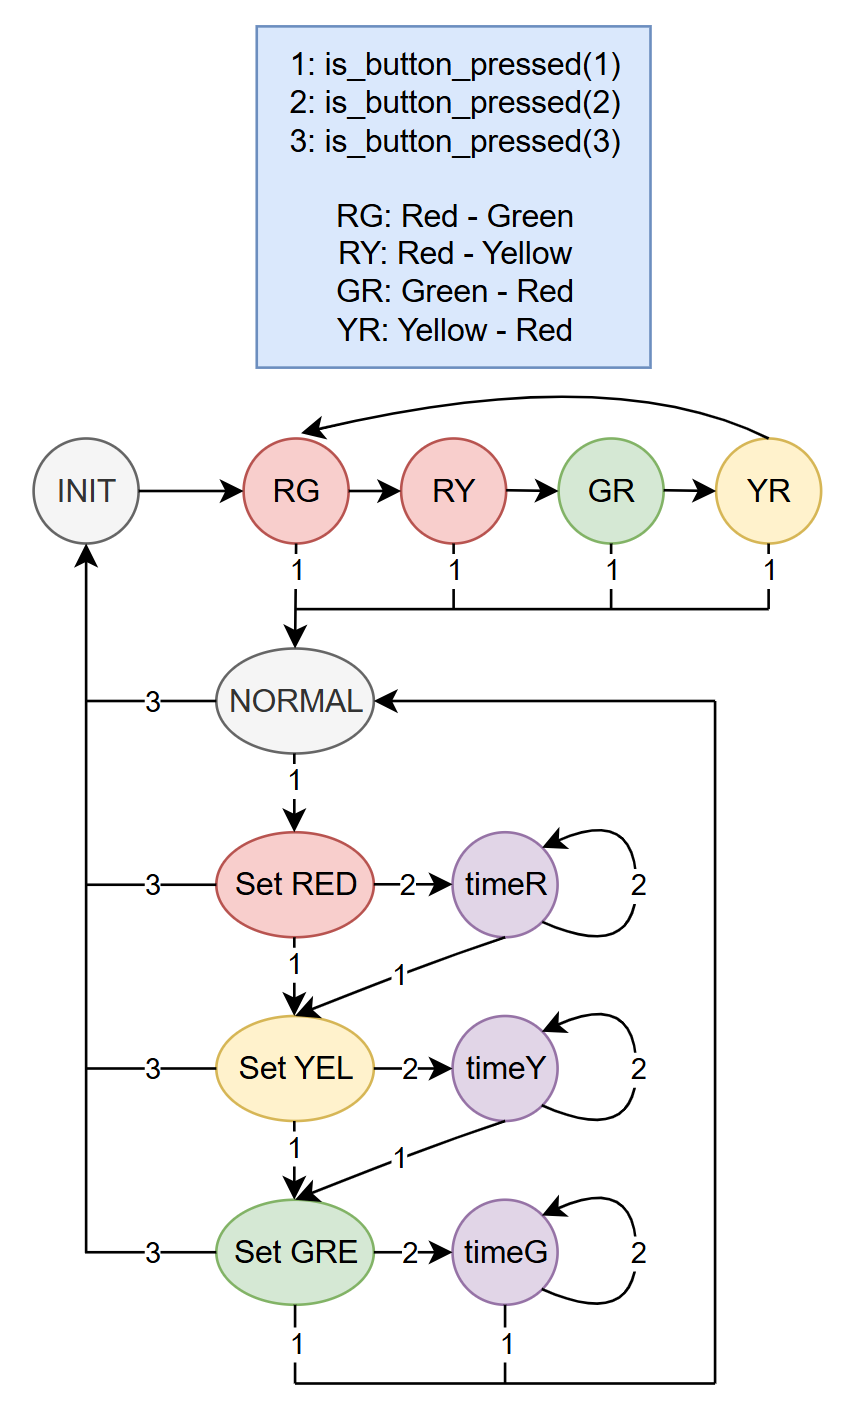 1: is_button_pressed(1)
2: is_button_pressed(2)
3: is_button_pressed(3)
RG: Red - Green
RY: Red - Yellow
GR: Green - Red
YR: Yellow - Red
INIT
RG
RY
GR
YR
1
1
1
1
3
NORMAL
1
3
Set RED
2
timeR
2
1
1
3
Set YEL
2
timeY
2
1
1
3
Set GRE
2
timeG
2
1
1